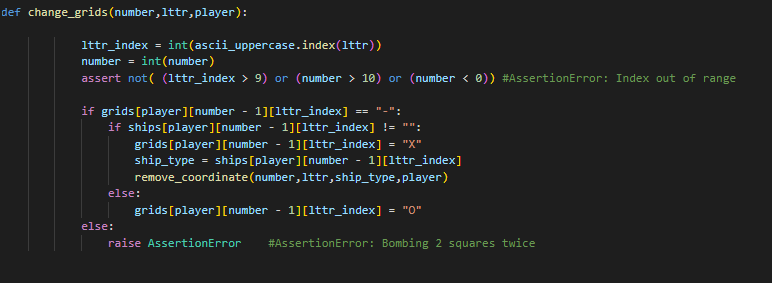 def change_grids(number,lttr,player):
lttr_index = int(ascii_uppercase.index(lttr))
number = int(number)
assert not( (lttr_index > 9) or (number > 10) or (number < 0)) #AssertionError: Index out of range
if grids[player][number - 1][lttr_index] == "-":
if ships[player][number - 1][lttr_index] != "":
grids[player][number - 1][lttr_index] = "X"
ship_type = ships[player][number - 1][lttr_index]
remove_coordinate(number,lttr,ship_type,player)
else:
grids[player][number - 1][lttr_index] = "O"
else:
raise AssertionError    #AssertionError: Bombing 2 squares twice